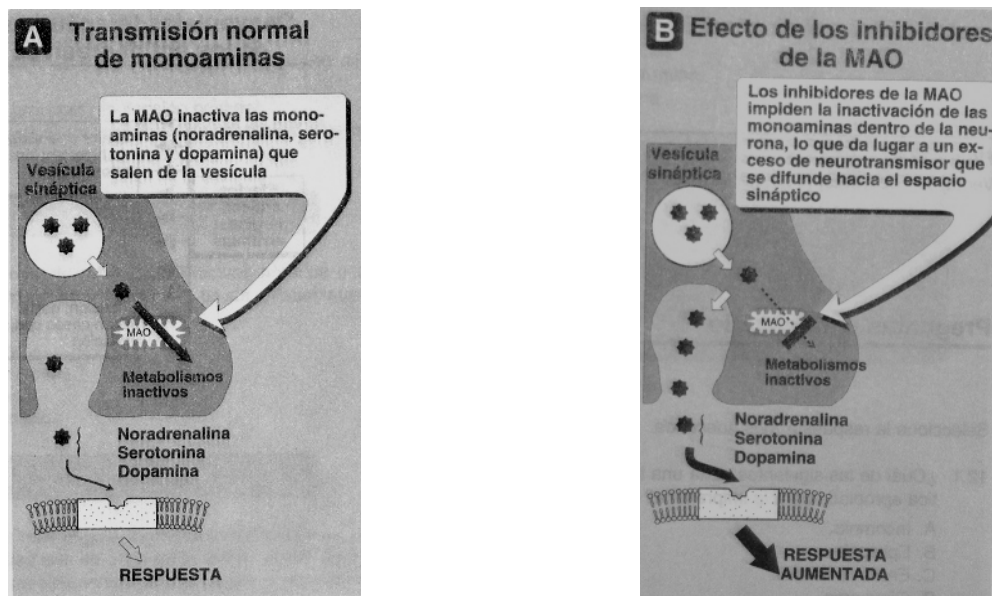 A Transmisión normal
de monoaminas
La MAO inactiva las mono-
aminas (noradrenalina, sero-
tonina y dopamina) que
salen de la vesícula
Vesícula
sináptica
MAO
Metabolismos
inactivos
Noradrenalina
Serotonina
Dopamina
RESPUESTA
B Efecto de los inhibidores
de la MAO
Los inhibidores de la MAO
impiden la inactivación de las
monoaminas dentro de la neu-
rona, lo que da lugar a un ex-
ceso de neurotransmisor que
se difunde hacia el espacio
sináptico
Vesícula
sináptica
MAO
Metabolismos
inactivos
Noradrenalina
Serotonina
Dopamina
RESPUESTA
AUMENTADA